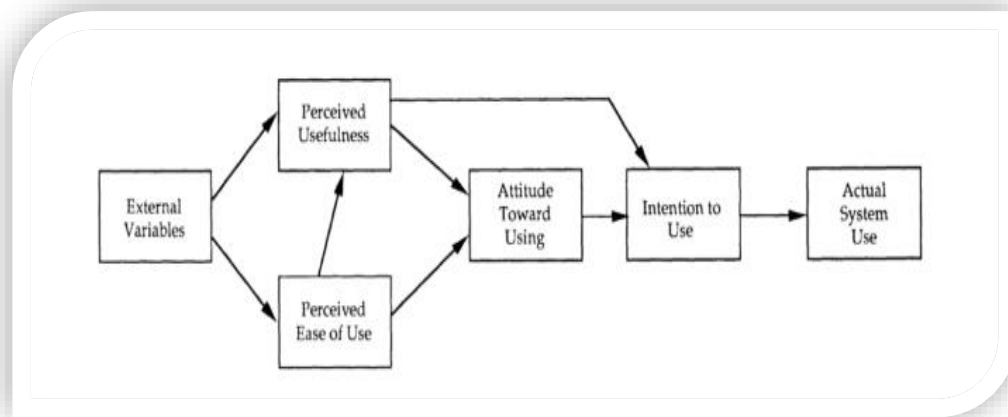 Perceived
Usefulness
External
Variables
Perceived
Ease of Use
Attitude
Toward
Using
Intention to
Use
Actual
System
Use